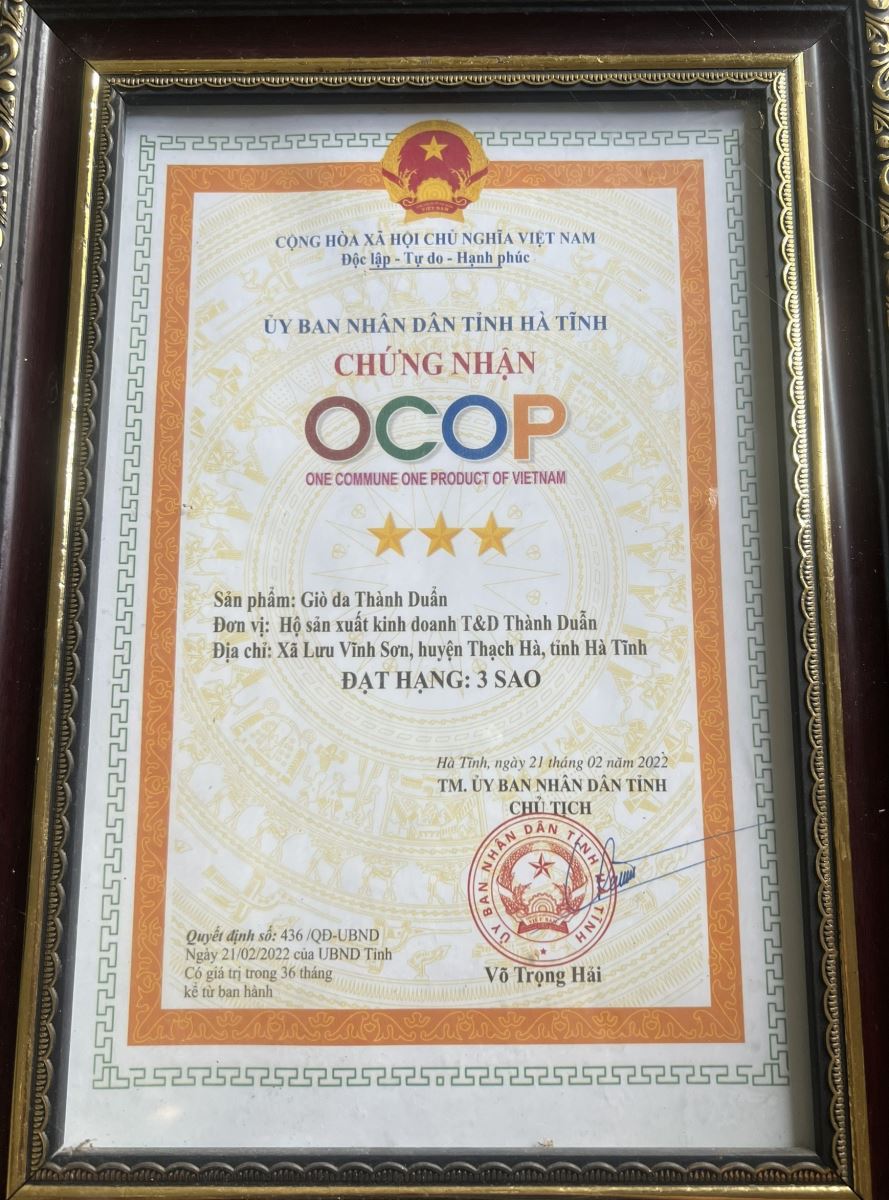 VIỆT NAM
CỘNG HÒA XÃ HỘI CHỦ NGHĨA VIỆT NAM
Độc lập - Tự do - Hạnh phúc
ỦY BAN NHÂN DÂN TỈNH HÀ TĨNH
CHỨNG NHẬN
OCOP
ONE COMMUNE ONE PRODUCT OF VIETNAM
Sản phẩm: Giò da Thành Duẩn
Đơn vị: Hộ sản xuất kinh doanh T&D Thành Duẫn
Địa chỉ: Xã Lưu Vĩnh Sơn, huyện Thạch Hà, tỉnh Hà Tĩnh
ĐẠT HẠNG: 3 SAO
Hà Tĩnh, ngày 21 tháng 02 năm 2022
TM. ỦY BAN NHÂN DÂN TỈNH
CHỦ TỊCH
ỦY BAN NHÂN DÂN TỈNH HÀ TĨNH
Võ Trọng Hải
Quyết định số: 436 /QĐ-UBND
Ngày 21/02/2022 của UBND Tỉnh
Có giá trị trong 36 tháng
kể từ ban hành